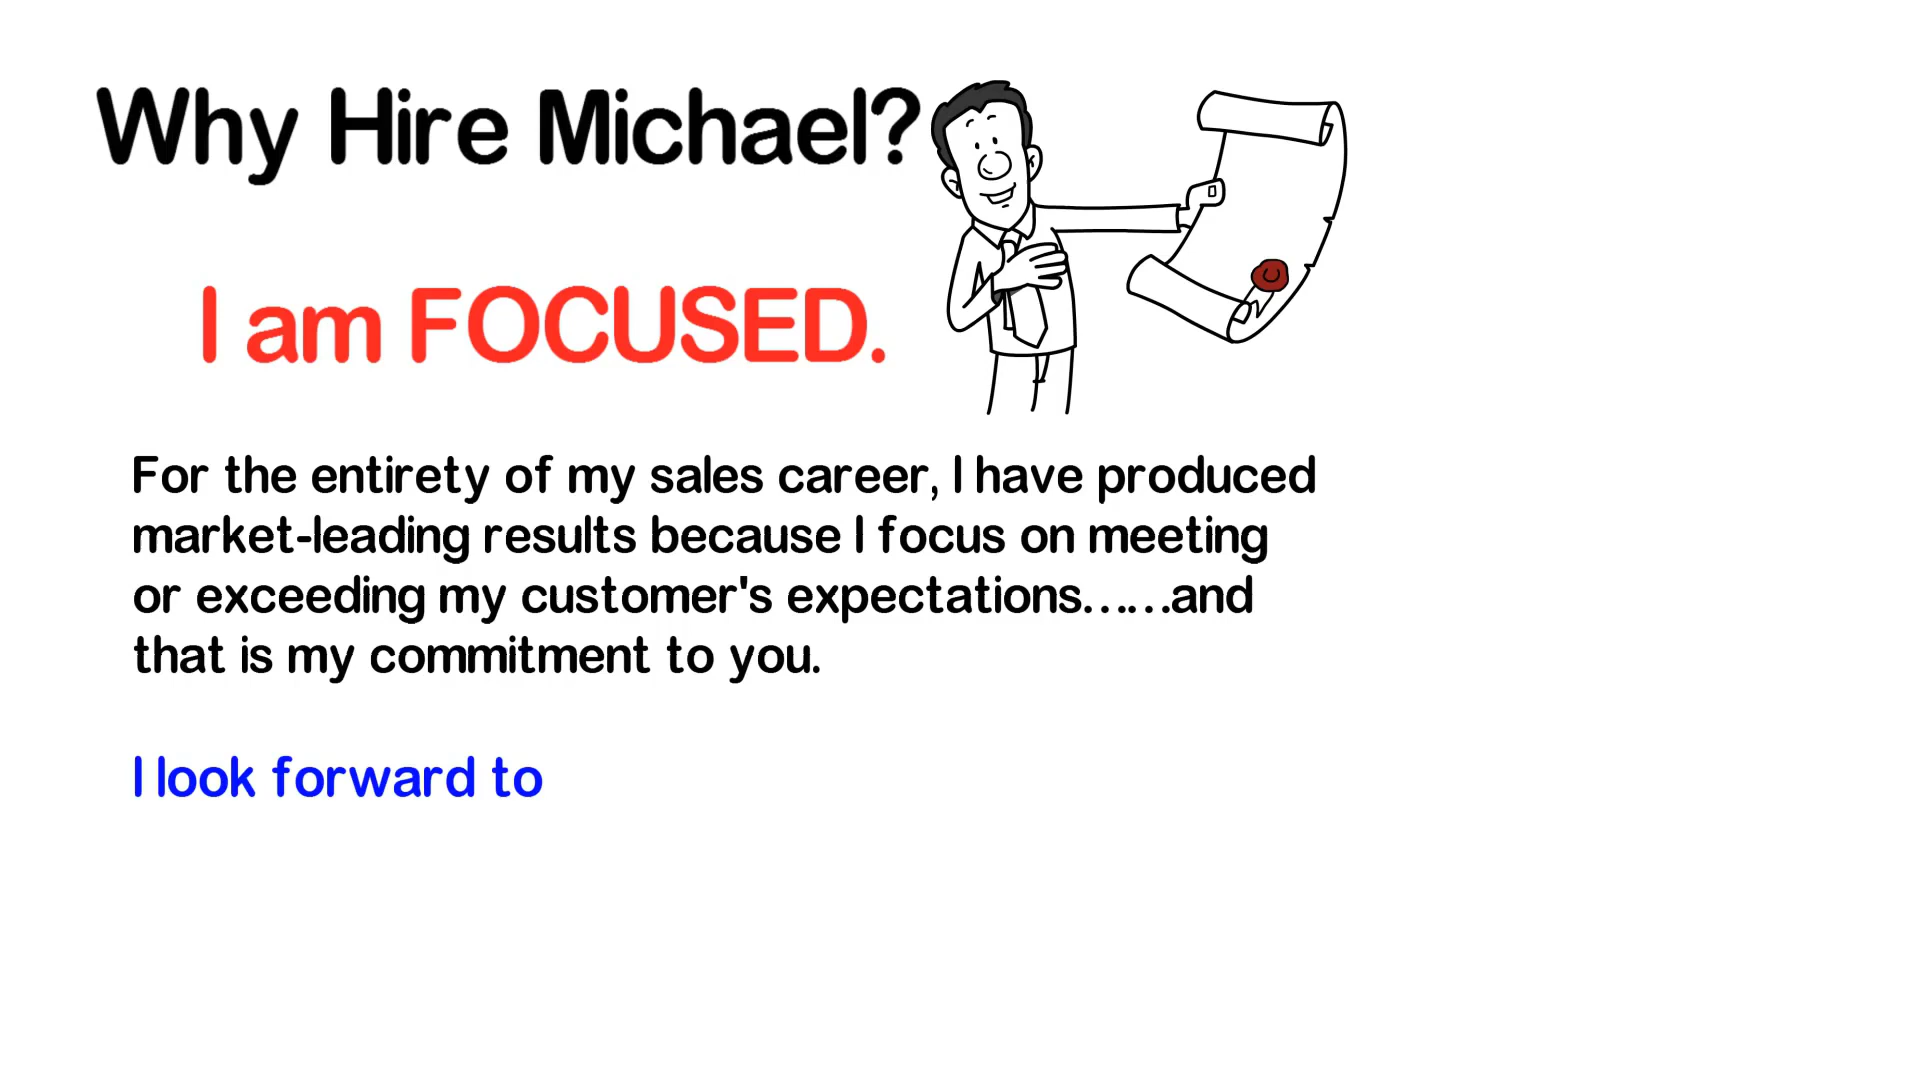 Why Hire Michael?
I am FOCUSED.
For the entirety of my sales career, I have produced
market-leading results because I focus on meeting
or exceeding my customer's expectations……and
that is my commitment to you.
I look forward to